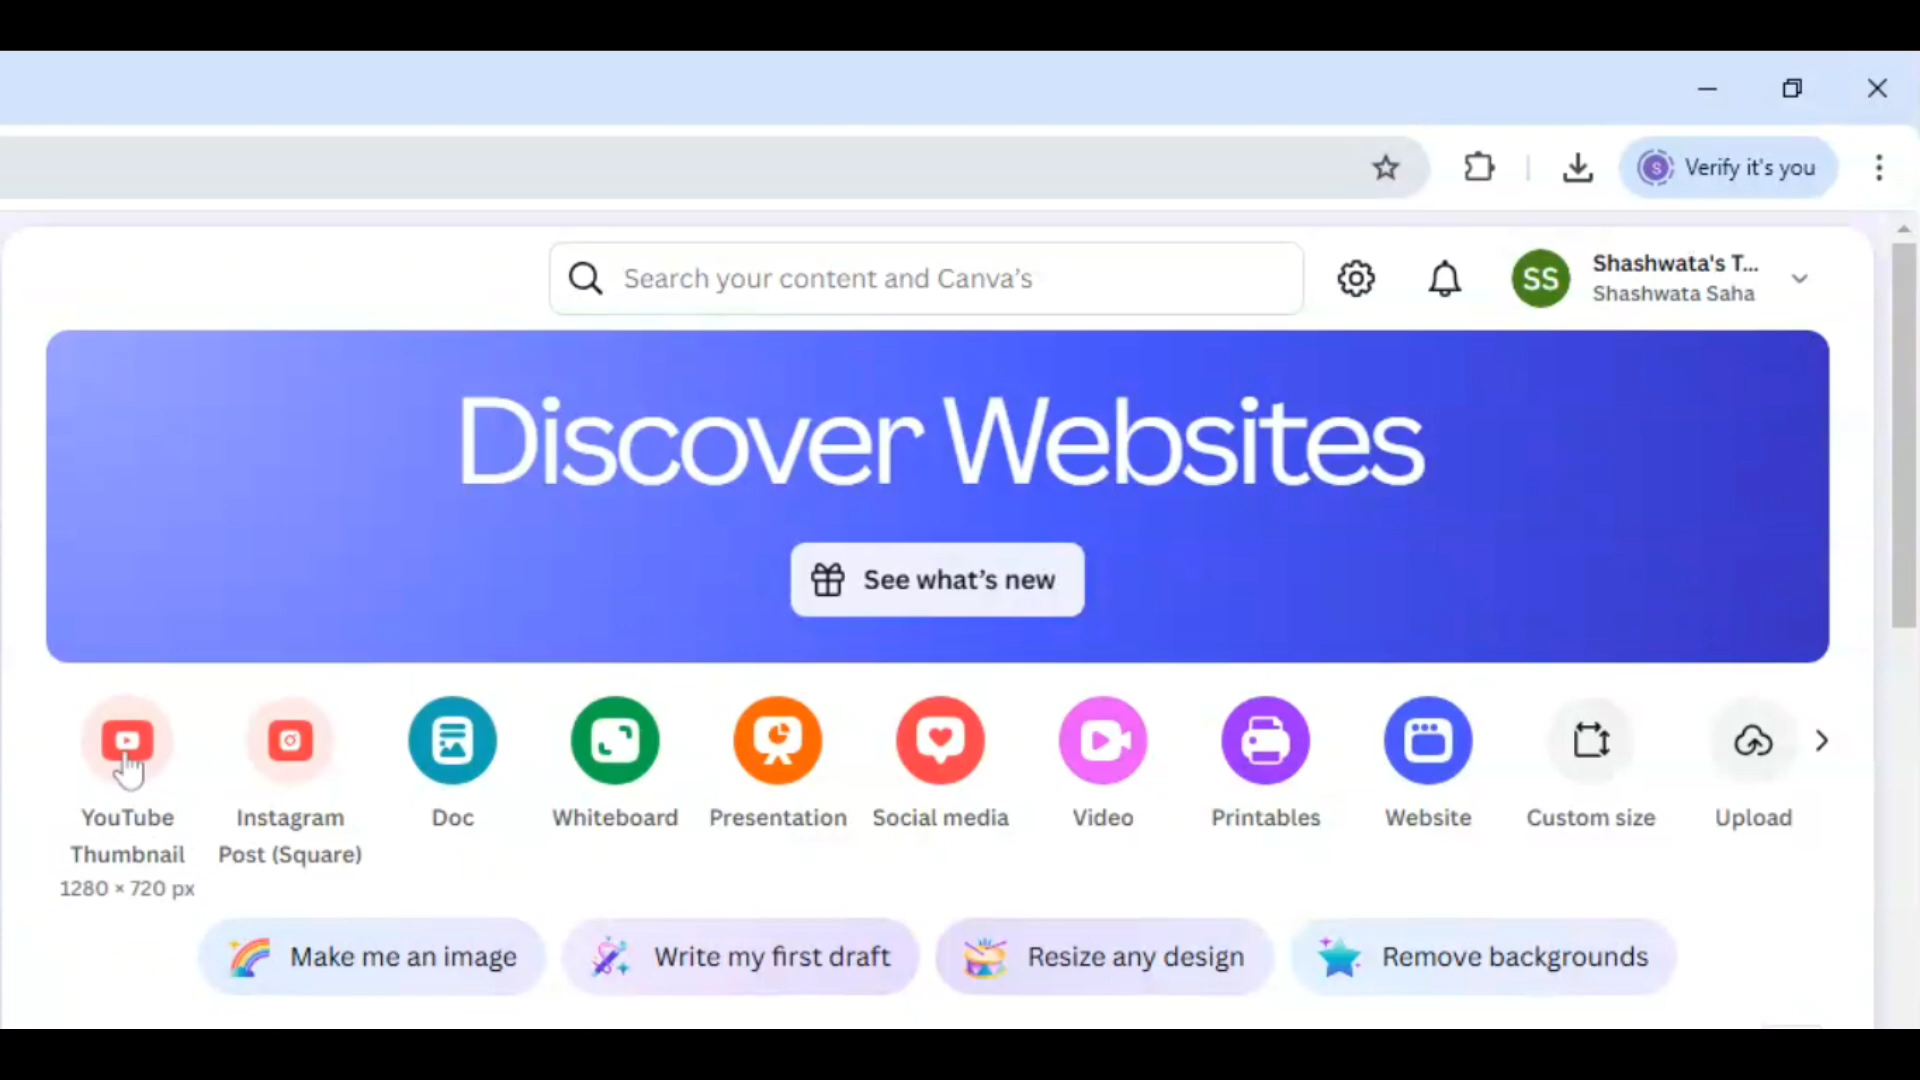 S Verify it's you
Search your content and Canva's
SS
Shashwata's T...
Shashwata Saha
Discover Websites
See what's new
YouTube
Thumbnail
1280 × 720 px
Instagram
Post (Square)
Doc
Whiteboard
Presentation
Social media
Video
Printables
Website
Custom size
Upload
Make me an image
Write my first draft
Resize any design
Remove backgrounds